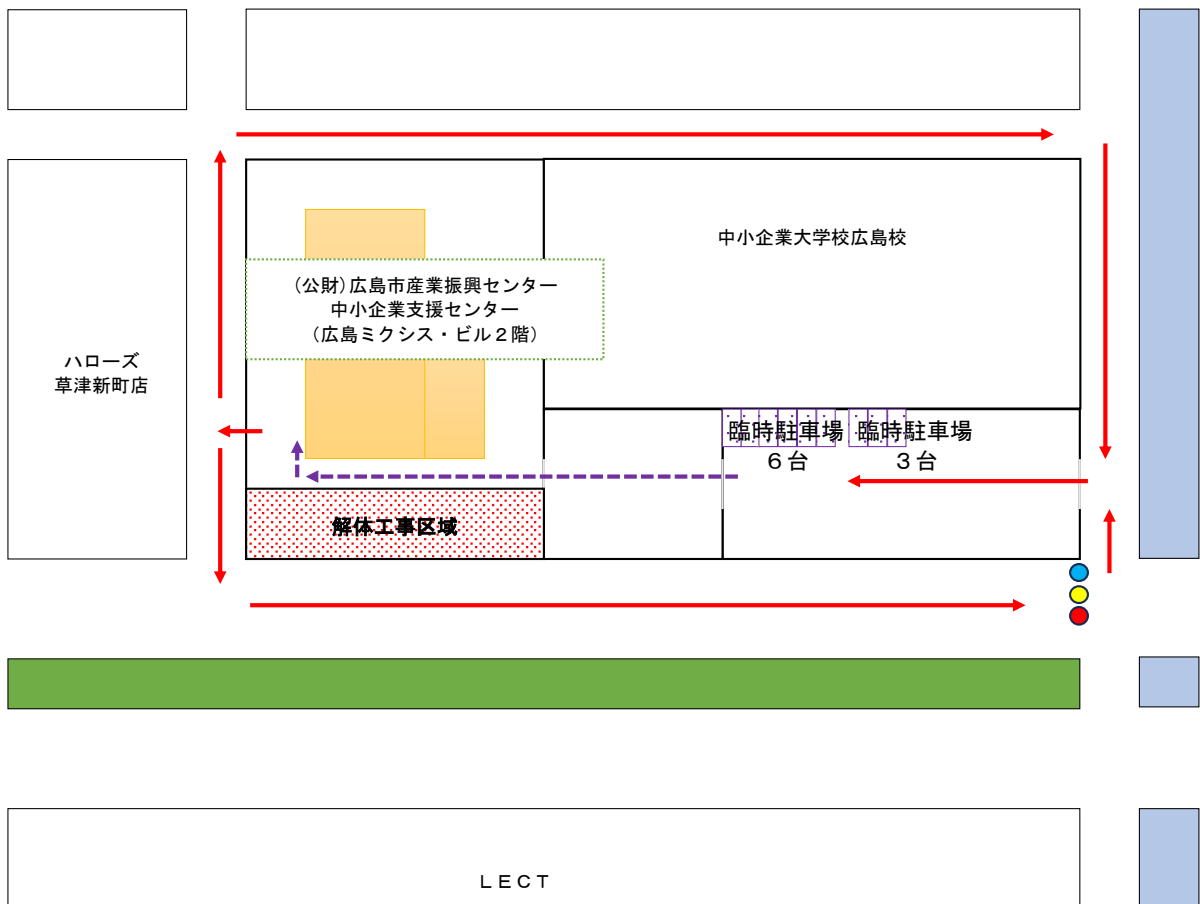 中小企業大学校広島校
(公財)広島市産業振興センター
中小企業支援センター
（広島ミクシス・ビル２階）
ハローズ
草津新町店
臨時駐車場
６台
臨時駐車場
３台
解体工事区域
ＬＥＣＴ